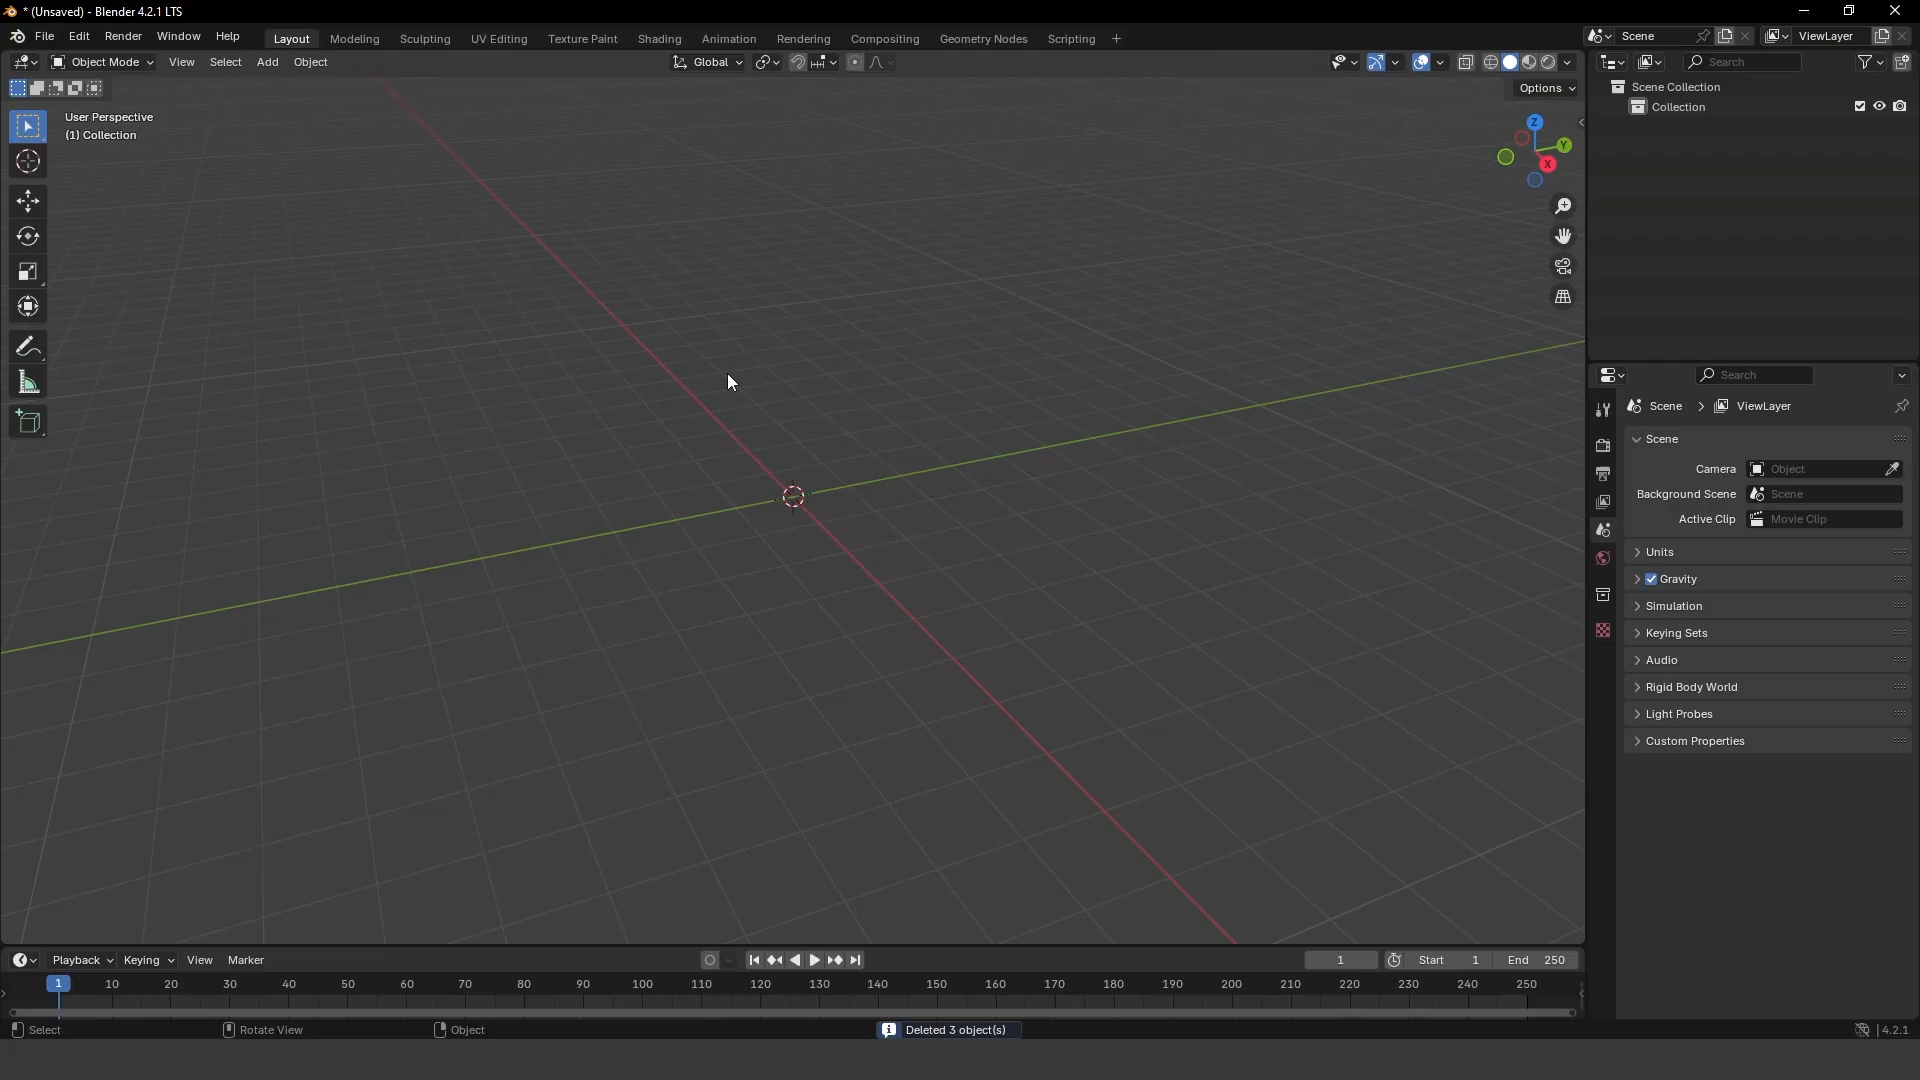 * (Unsaved) - Blender 4.2.1 LTS
File Edit Render Window Help Layout Modeling Sculpting UV Editing Texture Paint Shading Animation Rendering Compositing Geometry Nodes Scripting + Scene ViewLayer
Object Mode View Select Add Object Global Search
Options
User Perspective
(1) Collection
Z
Y
X
Scene Collection
Collection
Search
Scene ViewLayer
Scene
Camera Object
Background Scene Scene
Active Clip Movie Clip
Units
Gravity
Simulation
Keying Sets
Audio
Rigid Body World
Light Probes
Custom Properties
Playback Keying View Marker 1 Start 1 End 250
1 10 20 30 40 50 60 70 80 90 100 110 120 130 140 150 160 170 180 190 200 210 220 230 240 250
Select Rotate View Object Deleted 3 object(s) 4.2.1